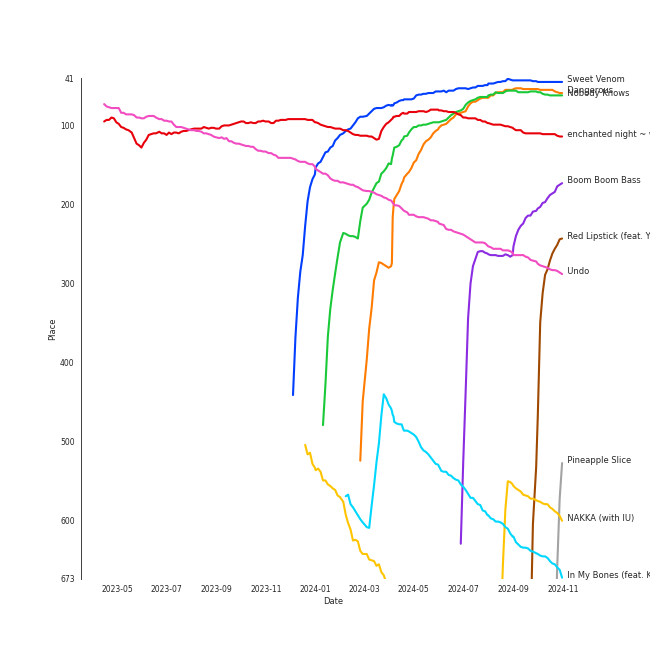 41
100
200
300
400
500
600
673
Place
2023-05
2023-07
2023-09
2023-11
2024-01
2024-03
2024-05
2024-07
2024-09
2024-11
Date
Sweet Venom
Dangerous
Nobody Knows
enchanted night ~
Boom Boom Bass
Red Lipstick (feat. Y
Undo
Pineapple Slice
NAKKA (with IU)
In My Bones (feat. K